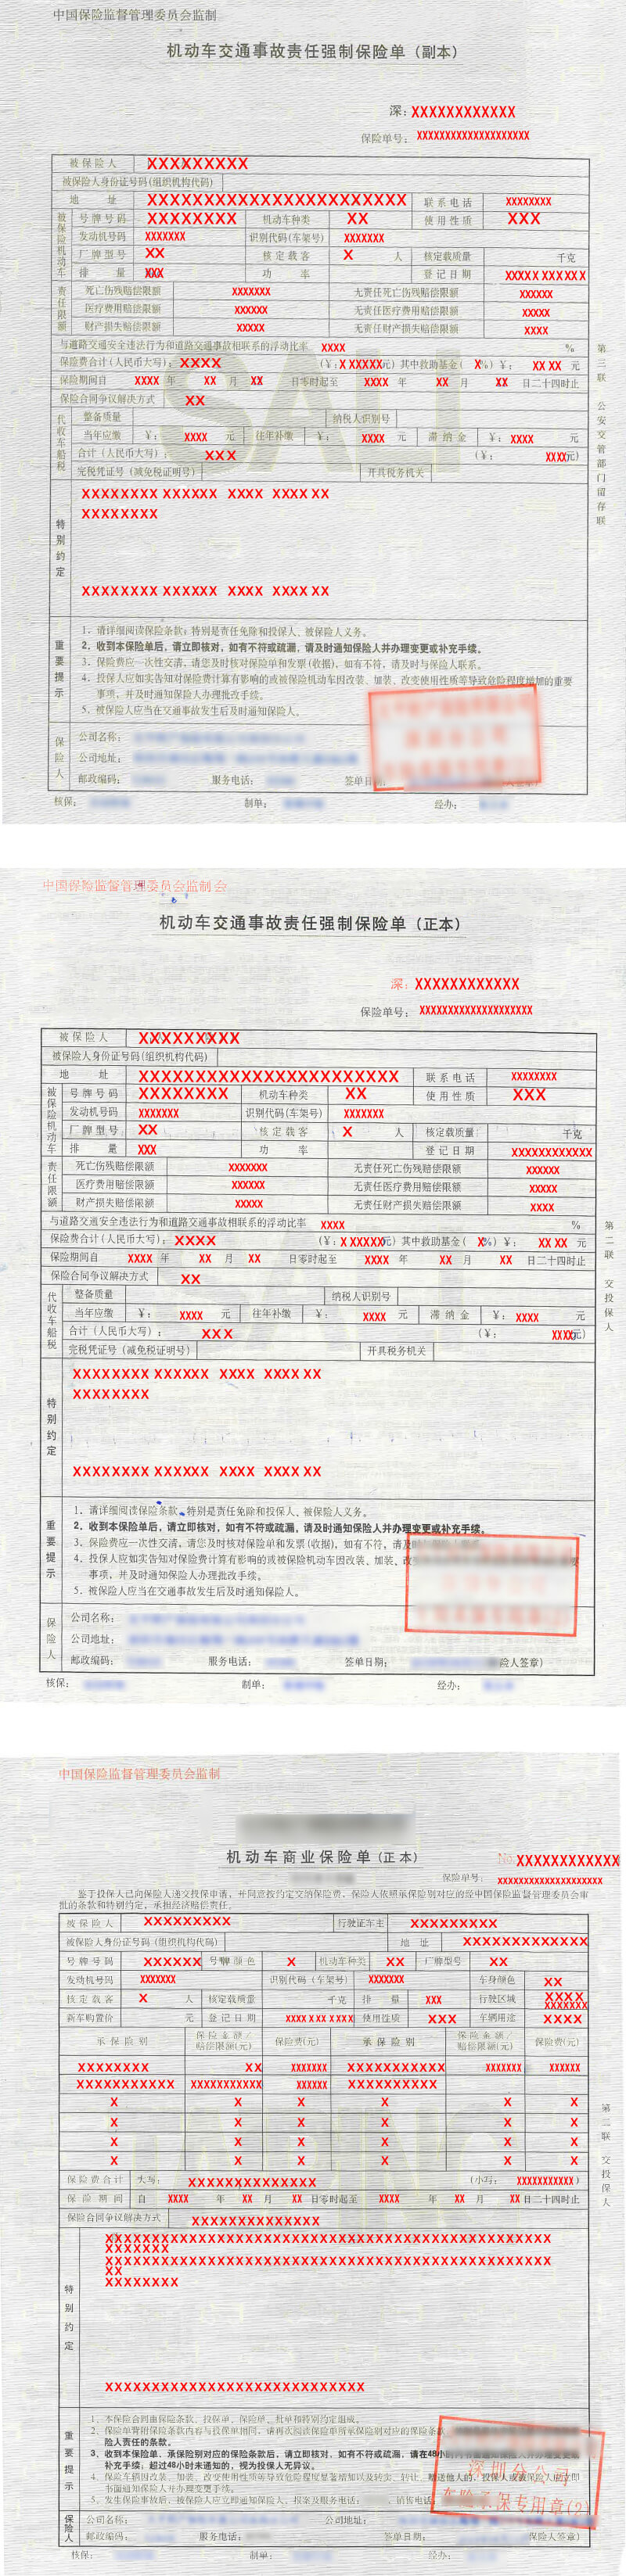 中国保险监督管理委员会监制
机动车交通事故责任强制保险单（副本）
深：XXXXXXXXXXXX
保险单号：XXXXXXXXXXXXXXXXXXXX
被保险人 XXXXXXXXX
被保险人身份证号码(组织机构代码)
地 址 XXXXXXXXXXXXXXXXXXXXXXX 联系电话 XXXXXXXX
被保险机动车 号牌号码 XXXXXXXX 机动车种类 XX 使用性质 XXX
发动机号码 XXXXXXX 识别代码(车架号) XXXXXXX
厂牌型号 XX 核定载客 X 人 核定载质量 千克
排 量 XXX 功 率 登记日期 XXXXX XXX XXX
责任限额 死亡伤残赔偿限额 XXXXXXX 无责任死亡伤残赔偿限额 XXXXXX
医疗费用赔偿限额 XXXXXX 无责任医疗费用赔偿限额 XXXXX
财产损失赔偿限额 XXXXX 无责任财产损失赔偿限额 XXXX
与道路交通安全违法行为和道路交通事故相联系的浮动比率 XXXX %
保险费合计(人民币大写)：XXXX (￥：X XXXXX元) 其中救助基金( X%) ￥： XX XX 元
保险期间自 XXXX 年 XX 月 XX 日零时起至 XXXX 年 XX 月 XX 日二十四时止
保险合同争议解决方式 XX
代收车船税 整备质量 纳税人识别号
当年应缴 ￥： XXXX 元 往年补缴 ￥： XXXX 元 滞纳金 ￥： XXXX 元
合计(人民币大写)： XXX (￥： XXXX元)
完税凭证号（减免税证明号） 开具税务机关
特别约定
XXXXXXXX XXXXXX XXXX XXXX XX
XXXXXXXX
XXXXXXXX XXXXXX XXXX XXXX XX
重要提示
1. 请详细阅读保险条款，特别是责任免除和投保人、被保险人义务。
2. 收到本保险单后，请立即核对，如有不符或疏漏，请及时通知保险人并办理变更或补充手续。
3. 保险费应一次性交清，请您及时核对保险单和发票(收据)，如有不符，请及时与保险人联系。
4. 投保人应如实告知对保险费计算有影响的或被保险机动车因改装、加装、改变使用性质等导致危险程度增加的重要
事项，并及时通知保险人办理批改手续。
5. 被保险人应当在交通事故发生后及时通知保险人。
保险人 公司名称：
公司地址：
邮政编码： 服务电话： 签单日期：
核保： 制单： 经办：
第二联 公安交管部门留存联
中国保险监督管理委员会监制
机动车交通事故责任强制保险单（正本）
深：XXXXXXXXXXXX
保险单号：XXXXXXXXXXXXXXXXXXXX
被保险人 XXXXXXXXX
被保险人身份证号码(组织机构代码)
地 址 XXXXXXXXXXXXXXXXXXXXXXX 联系电话 XXXXXXXX
被保险机动车 号牌号码 XXXXXXXX 机动车种类 XX 使用性质 XXX
发动机号码 XXXXXXX 识别代码(车架号) XXXXXXX
厂牌型号 XX 核定载客 X 人 核定载质量 千克
排 量 XXX 功 率 登记日期 XXXXXXXXXXXX
责任限额 死亡伤残赔偿限额 XXXXXXX 无责任死亡伤残赔偿限额 XXXXXX
医疗费用赔偿限额 XXXXXX 无责任医疗费用赔偿限额 XXXXX
财产损失赔偿限额 XXXXX 无责任财产损失赔偿限额 XXXX
与道路交通安全违法行为和道路交通事故相联系的浮动比率 XXXX %
保险费合计(人民币大写)：XXXX (￥：X XXXXX元) 其中救助基金( X%) ￥： XX XX 元
保险期间自 XXXX 年 XX 月 XX 日零时起至 XXXX 年 XX 月 XX 日二十四时止
保险合同争议解决方式 XX
代收车船税 整备质量 纳税人识别号
当年应缴 ￥： XXXX 元 往年补缴 ￥： XXXX 元 滞纳金 ￥： XXXX 元
合计(人民币大写)： XXX (￥： XXXX元)
完税凭证号（减免税证明号） 开具税务机关
特别约定
XXXXXXXX XXXXXX XXXX XXXX XX
XXXXXXXX
XXXXXXXX XXXXXX XXXX XXXX XX
重要提示
1. 请详细阅读保险条款，特别是责任免除和投保人、被保险人义务。
2. 收到本保险单后，请立即核对，如有不符或疏漏，请及时通知保险人并办理变更或补充手续。
3. 保险费应一次性交清，请您及时核对保险单和发票(收据)，如有不符，请及
4. 投保人应如实告知对保险费计算有影响的或被保险机动车因改装、加装、改 要
事项，并及时通知保险人办理批改手续。
5. 被保险人应当在交通事故发生后及时通知保险人。
保险人 公司名称：
公司地址：
邮政编码： 服务电话： 签单日期： 险人签章)
核保： 制单： 经办：
第二联 交投保人
中国保险监督管理委员会监制
机动车商业保险单(正本)
No.XXXXXXXXXXXX
保险单号：XXXXXXXXXXXXXXXXXXXX
鉴于投保人已向保险人递交投保申请，并同意按约定交纳保险费，保险人依照承保险别对应的经中国保险监督管理委员会审
批的条款和特别约定，承担经济赔偿责任。
被保险人 XXXXXXXXX 行驶证车主 XXXXXXXXX
被保险人身份证号码（组织机构代码） 地 址 XXXXXXXXXXXXX
号牌号码 XXXXXX 号牌颜色 X 机动车种类 XX 厂牌型号 XX
发动机号码 XXXXXXX 识别代码（车架号） XXXXXXX 车身颜色 XX
核定载客 X 人 核定载质量 千克 排 量 XXX 行驶区域 XXXX XXXXXXX
新车购置价 元 登记日期 XXXX X XX X XXX 使用性质 XXX 车辆用途 XXXX
承保险别 保险金额／赔偿限额(元) 保险费(元) 承保险别 保险金额／赔偿限额(元) 保险费(元)
XXXXXXXX XX XXXXXXX XXXXXXXXXXX XXXXXXX XXXXXX
XXXXXXXXXXX XXXXXXXXXXX XXXXXX XXXXXXXXXX
X X X X X X
X X X X X X
X X X X X X
X X X X X X
保险费合计 大写： XXXXXXXXXXXXXX (小写： XXXXXXXXXXX)
保险期间 自 XXXX 年 XX 月 XX 日零时起至 XXXX 年 XX 月 XX 日二十四时止
保险合同争议解决方式 XXXXXXXXXXXXXX
特别约定
XXXXXXXXXXXXXXXXXXXXXXXXXXXXXXXXXXXXXXXXXXXXXXXXX
XXXXXXX
XXXXXXXXXXXXXXXXXXXXXXXXXXXXXXXXXXXXXXXXXXXXXXXXX
XX
XXXXXXXX
XXXXXXXXXXXXXXXXXXXXXXXXXXXX
重要提示
1. 本保险合同由保险条款、投保单、保险单、批单和特别约定组成。
2. 保险单背附保险条款内容与投保单相同，请再次阅读保险单所承保险别对应的保险条款
险人责任的条款。
3. 收到本保险单、承保险别对应的保险条款后，请立即核对，如有不符或疏漏，请在48小
补充手续；超过48小时未通知的，视为投保人无异议。
4. 保险车辆因改装、加装、改变使用性质等导致危险程度显著增加以及转卖、转让、赠送他人的，投保人或被保险人应立即
书面通知保险人并办理变更手续。
5. 发生保险事故后，被保险人应立即通知保险人。报案及服务电话： ，销售电话：
深圳分公司
车险承保专用章(2)
保险人 公司名称： 公司地址：
邮政编码： 服务电话： 签单日期： 保险人签章）
核保： 制单： 经办：
第二联 交投保人